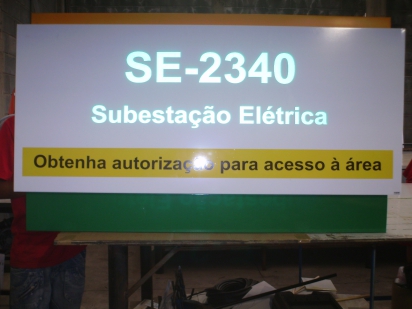 SE-2340
Subestação Elétrica
Obtenha autorização para acesso à área